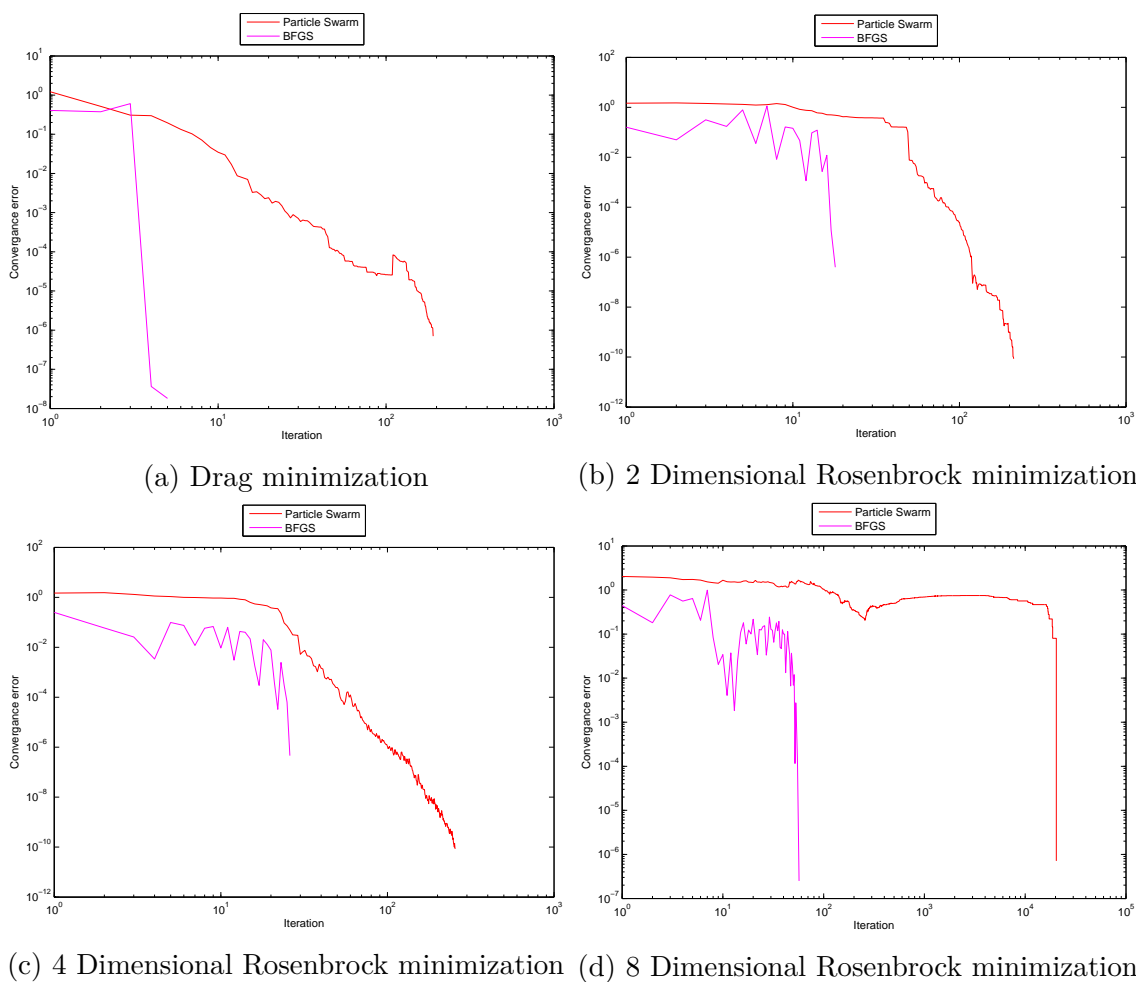 Particle Swarm
BFGS
10^1
10^0
10^-1
10^-2
10^-3
10^-4
10^-5
10^-6
10^-7
10^-8
Convergance error
10^0
10^1
10^2
10^3
Iteration
(a) Drag minimization
Particle Swarm
BFGS
10^2
10^0
10^-2
10^-4
10^-6
10^-8
10^-10
10^-12
Convergance error
10^0
10^1
10^2
10^3
Iteration
(b) 2 Dimensional Rosenbrock minimization
Particle Swarm
BFGS
10^2
10^0
10^-2
10^-4
10^-6
10^-8
10^-10
10^-12
Convergance error
10^0
10^1
10^2
10^3
Iteration
(c) 4 Dimensional Rosenbrock minimization
Particle Swarm
BFGS
10^1
10^0
10^-1
10^-2
10^-3
10^-4
10^-5
10^-6
10^-7
Convergance error
10^0
10^1
10^2
10^3
10^4
10^5
Iteration
(d) 8 Dimensional Rosenbrock minimization